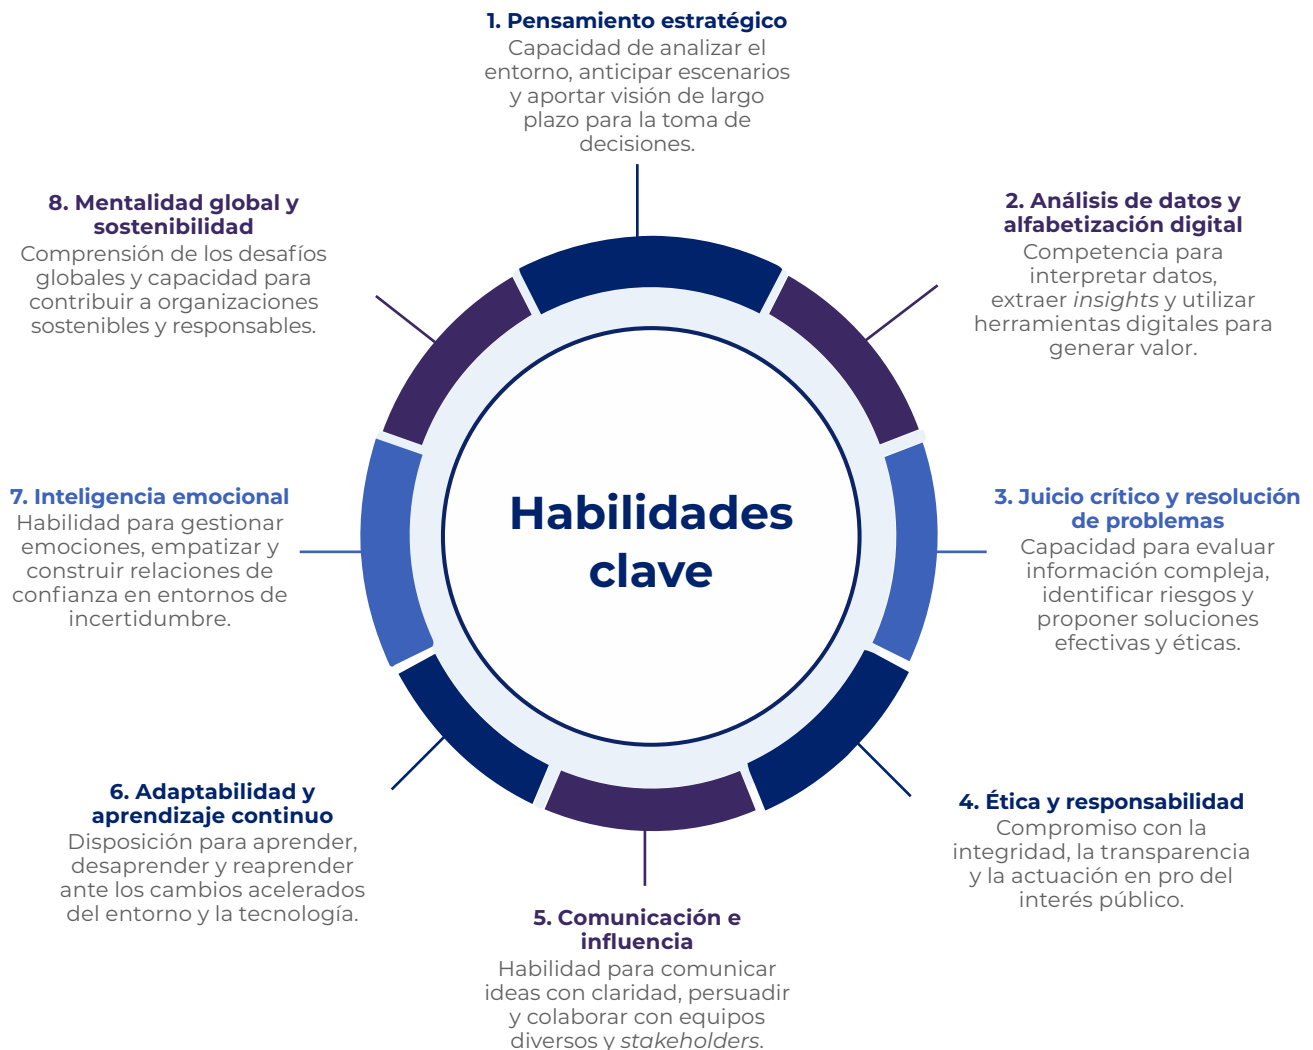 1. Pensamiento estratégico
Capacidad de analizar el
entorno, anticipar escenarios
y aportar visión de largo
plazo para la toma de
decisiones.
2. Análisis de datos y
alfabetización digital
Competencia para
interpretar datos,
extraer insights y utilizar
herramientas digitales para
generar valor.
3. Juicio crítico y resolución
de problemas
Capacidad para evaluar
información compleja,
identificar riesgos y
proponer soluciones
efectivas y éticas.
4. Ética y responsabilidad
Compromiso con la
integridad, la transparencia
y la actuación en pro del
interés público.
5. Comunicación e
influencia
Habilidad para comunicar
ideas con claridad, persuadir
y colaborar con equipos
diversos y stakeholders.
6. Adaptabilidad y
aprendizaje continuo
Disposición para aprender,
desaprender y reaprender
ante los cambios acelerados
del entorno y la tecnología.
7. Inteligencia emocional
Habilidad para gestionar
emociones, empatizar y
construir relaciones de
confianza en entornos de
incertidumbre.
8. Mentalidad global y
sostenibilidad
Comprensión de los desafíos
globales y capacidad para
contribuir a organizaciones
sostenibles y responsables.
Habilidades
clave